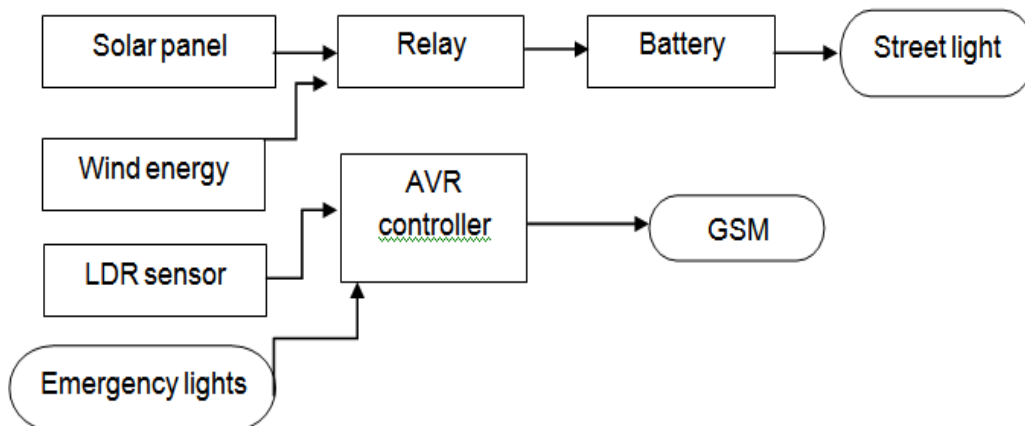 Solar panel
Relay
Battery
Street light
Wind energy
AVR
controller
GSM
LDR sensor
Emergency lights